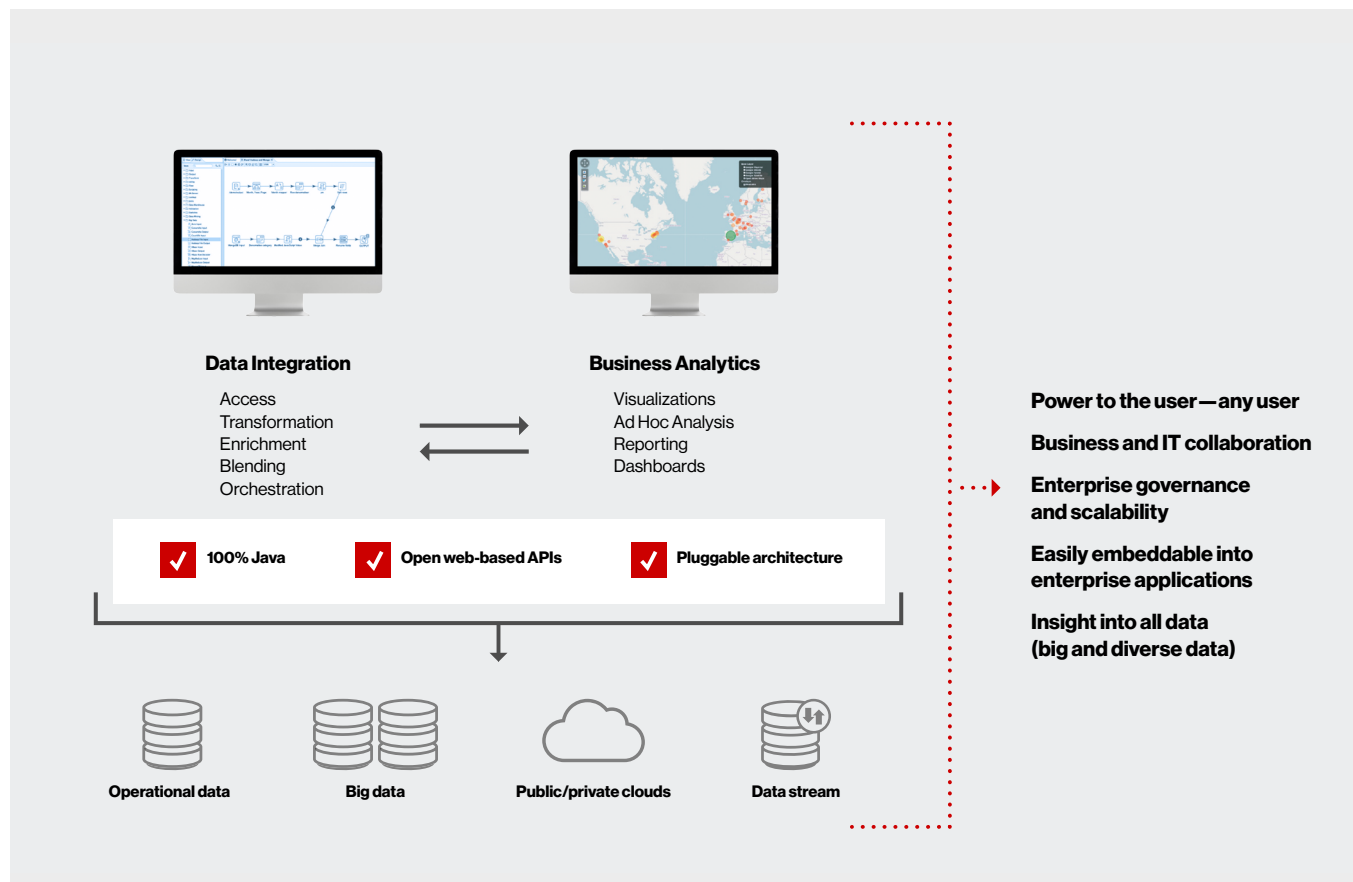 Data Integration
Access
Transformation
Enrichment
Blending
Orchestration
Business Analytics
Visualizations
Ad Hoc Analysis
Reporting
Dashboards
100% Java
Open web-based APIs
Pluggable architecture
Operational data
Big data
Public/private clouds
Data stream
Power to the user—any user
Business and IT collaboration
Enterprise governance
and scalability
Easily embeddable into
enterprise applications
Insight into all data
(big and diverse data)